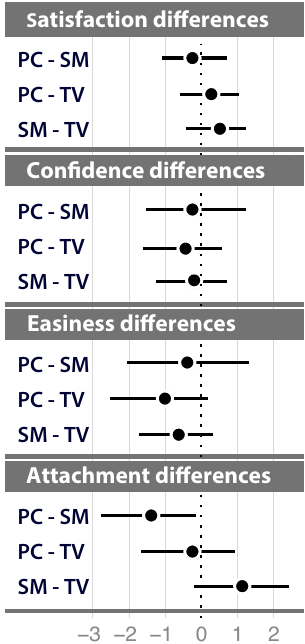 Satisfaction differences
PC - SM
PC - TV
SM - TV
Confidence differences
PC - SM
PC - TV
SM - TV
Easiness differences
PC - SM
PC - TV
SM - TV
Attachment differences
PC - SM
PC - TV
SM - TV
−3 −2 −1 0 1 2